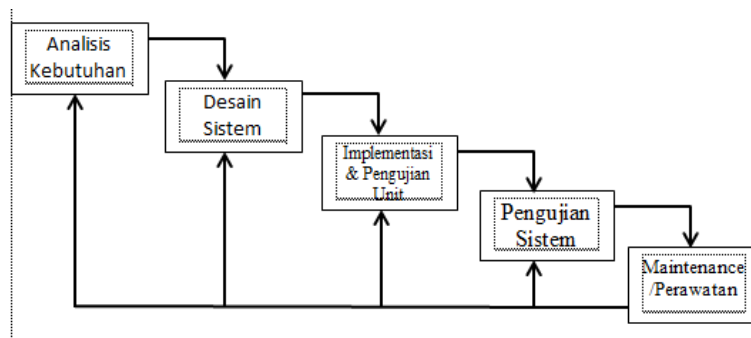 Analisis
Kebutuhan
Desain
Sistem
Implementasi
& Pengujian
Unit
Pengujian
Sistem
Maintenance
/Perawatan